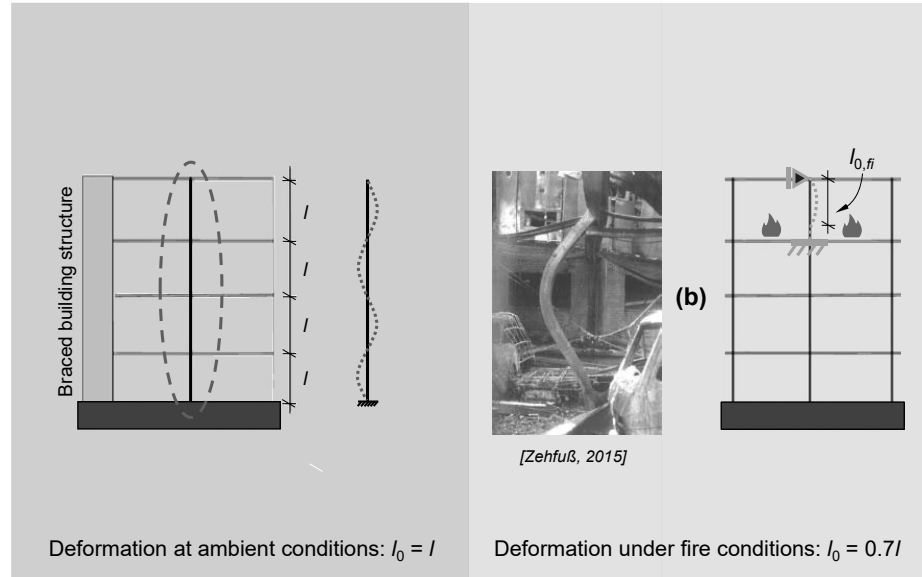 Braced building structure
l
l
l
l
l0,fi
(b)
[Zehfuß, 2015]
Deformation at ambient conditions: l0 = l
Deformation under fire conditions: l0 = 0.7l